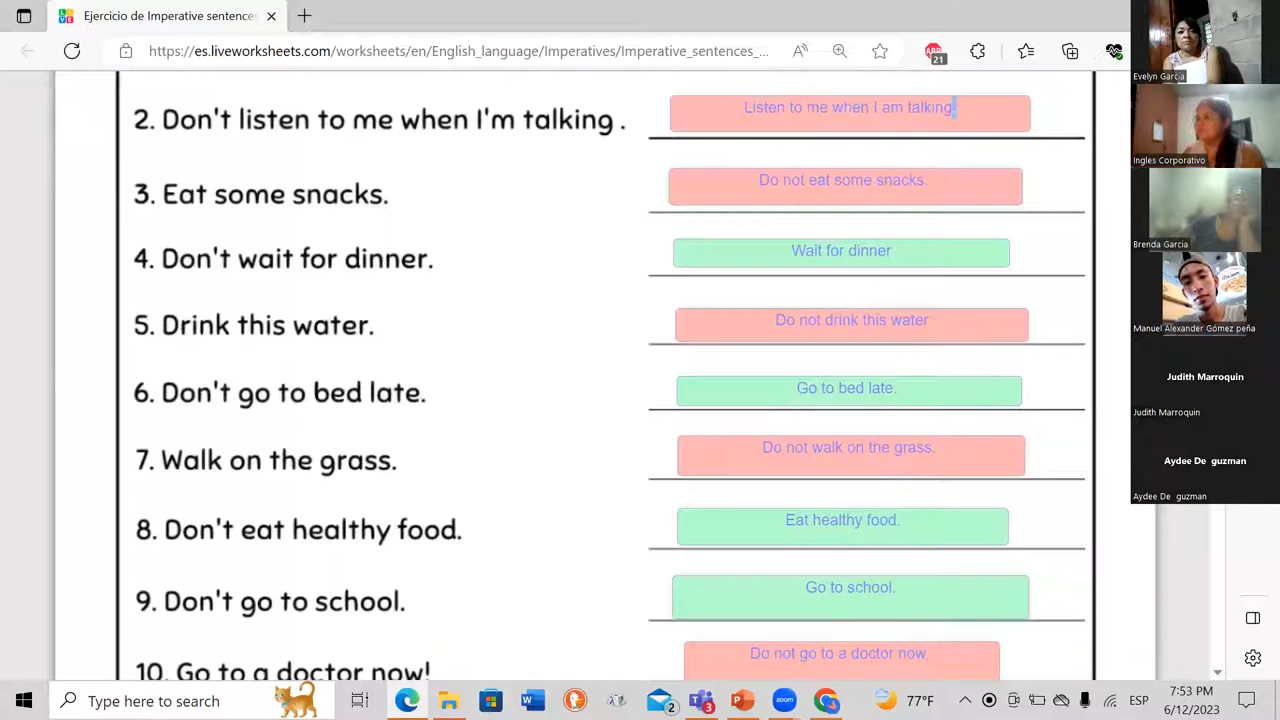 Ejercicio de Imperative sentences
https://es.liveworksheets.com/worksheets/en/English_language/Imperatives/Imperative_sentences_...
21
2. Don't listen to me when I'm talking .
Listen to me when I am talking.
3. Eat some snacks.
Do not eat some snacks.
4. Don't wait for dinner.
Wait for dinner
5. Drink this water.
Do not drink this water
6. Don't go to bed late.
Go to bed late.
7. Walk on the grass.
Do not walk on the grass.
8. Don't eat healthy food.
Eat healthy food.
9. Don't go to school.
Go to school.
10. Go to a doctor now!
Do not go to a doctor now.
Evelyn Garcia
Ingles Corporativo
Brenda Garcia
Manuel Alexander Gómez peña
Judith Marroquin
Judith Marroquin
Aydee De guzman
Aydee De guzman
Type here to search
2
3
zoom
77°F
ESP
7:53 PM
6/12/2023